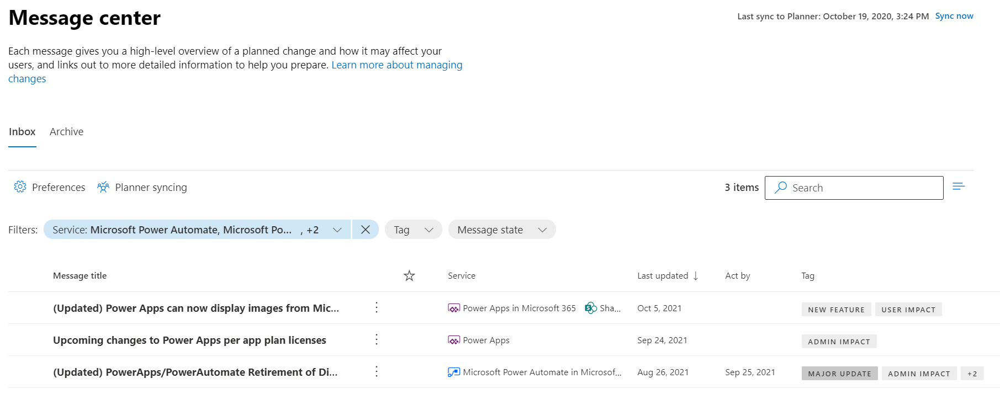 Message center
Last sync to Planner: October 19, 2020, 3:24 PM Sync now
Each message gives you a high-level overview of a planned change and how it may affect your
users, and links out to more detailed information to help you prepare. Learn more about managing
changes
Inbox Archive
Preferences Planner syncing 3 items Search
Filters: Service: Microsoft Power Automate, Microsoft Po... , +2 Tag Message state
Message title Service Last updated ↓ Act by Tag
(Updated) Power Apps can now display images from Mic... Power Apps in Microsoft 365 S Sha... Oct 5, 2021 NEW FEATURE USER IMPACT
Upcoming changes to Power Apps per app plan licenses Power Apps Sep 24, 2021 ADMIN IMPACT
(Updated) PowerApps/PowerAutomate Retirement of Di... Microsoft Power Automate in Microsof... Aug 26, 2021 Sep 25, 2021 MAJOR UPDATE ADMIN IMPACT +2